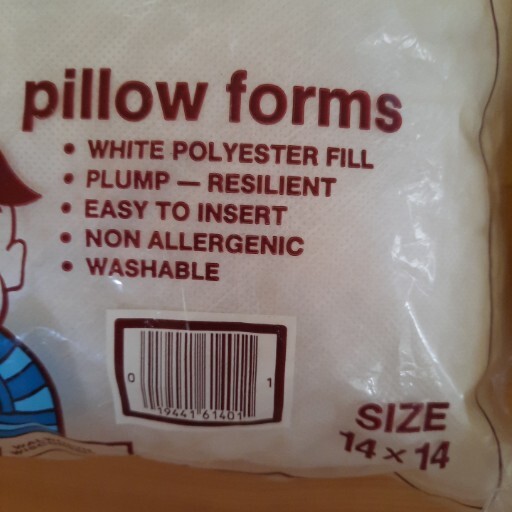 pillow forms
• WHITE POLYESTER FILL
• PLUMP — RESILIENT
• EASY TO INSERT
• NON ALLERGENIC
• WASHABLE
0 19441 61401 1
SIZE
14 x 14